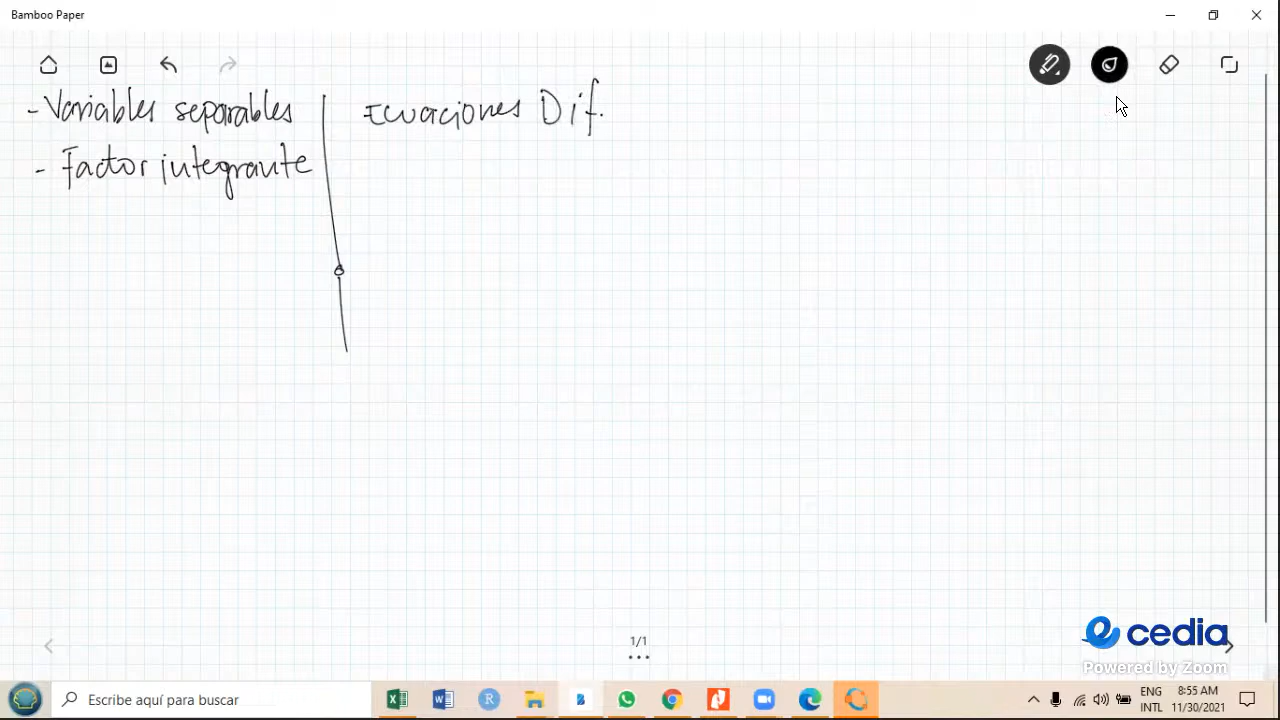 Bamboo Paper
- Variables separables
- Factor integrante
Ecuaciones Dif.
1/1
cedia
Powered by Zoom
Escribe aquí para buscar
ENG
INTL
8:55 AM
11/30/2021